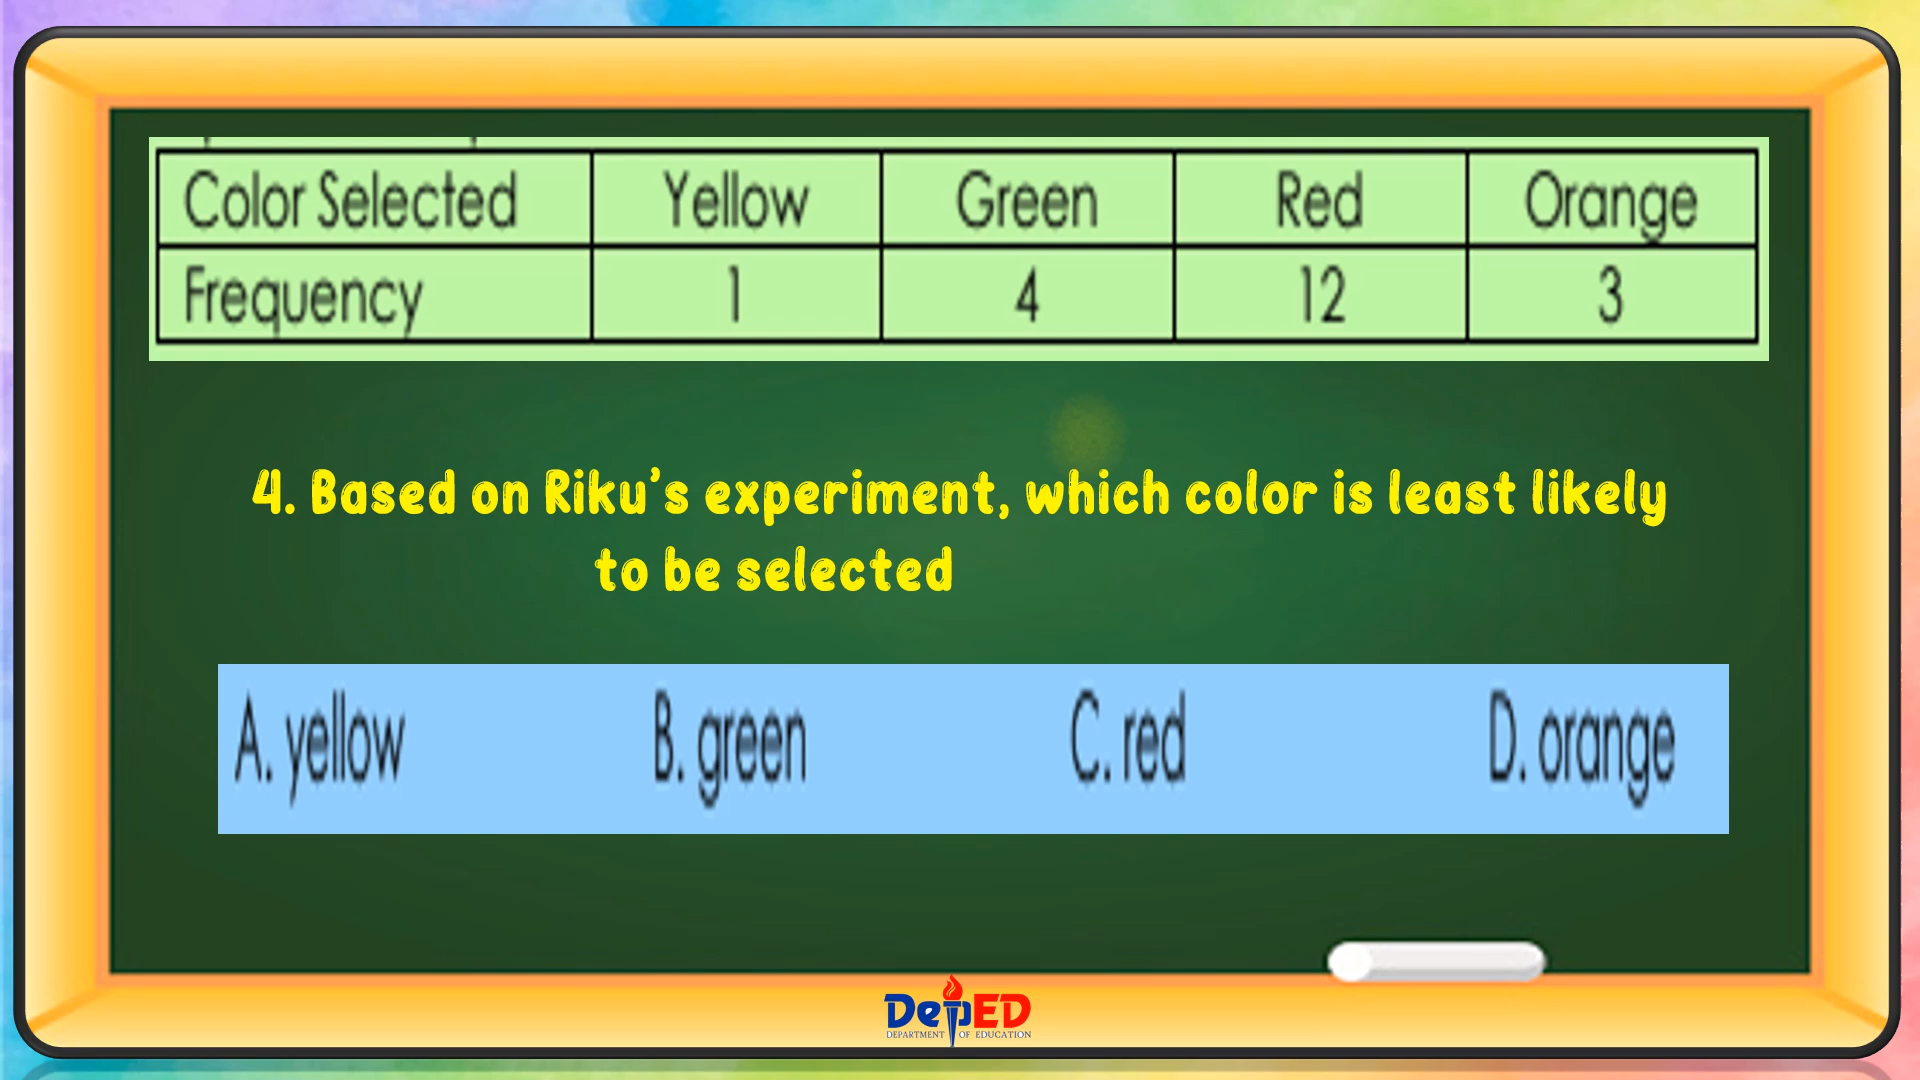 Color Selected Yellow Green Red Orange
Frequency 1 4 12 3
4. Based on Riku's experiment, which color is least likely
to be selected
A. yellow B. green C. red D. orange
DepED
DEPARTMENT OF EDUCATION